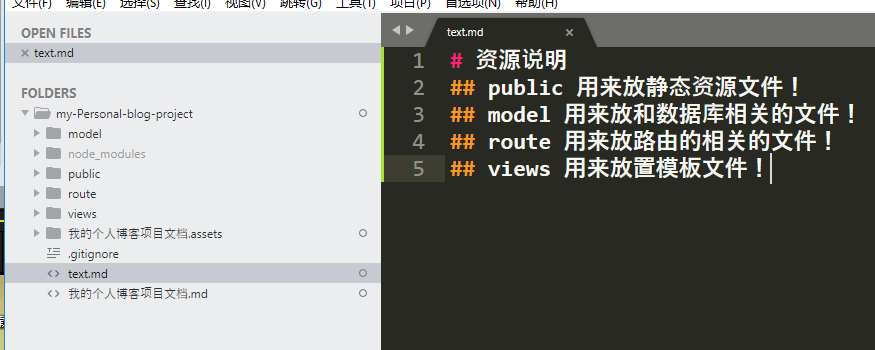 文件(F) 编辑(E) 选择(S) 查找(I) 视图(V) 跳转(G) 工具(T) 项目(P) 首选项(N) 帮助(H)
OPEN FILES
text.md
FOLDERS
my-Personal-blog-project
model
node_modules
public
route
views
我的个人博客项目文档.assets
.gitignore
text.md
我的个人博客项目文档.md
text.md
1 # 资源说明
2 ## public 用来放静态资源文件！
3 ## model 用来放和数据库相关的文件！
4 ## route 用来放路由的相关的文件！
5 ## views 用来放置模板文件！